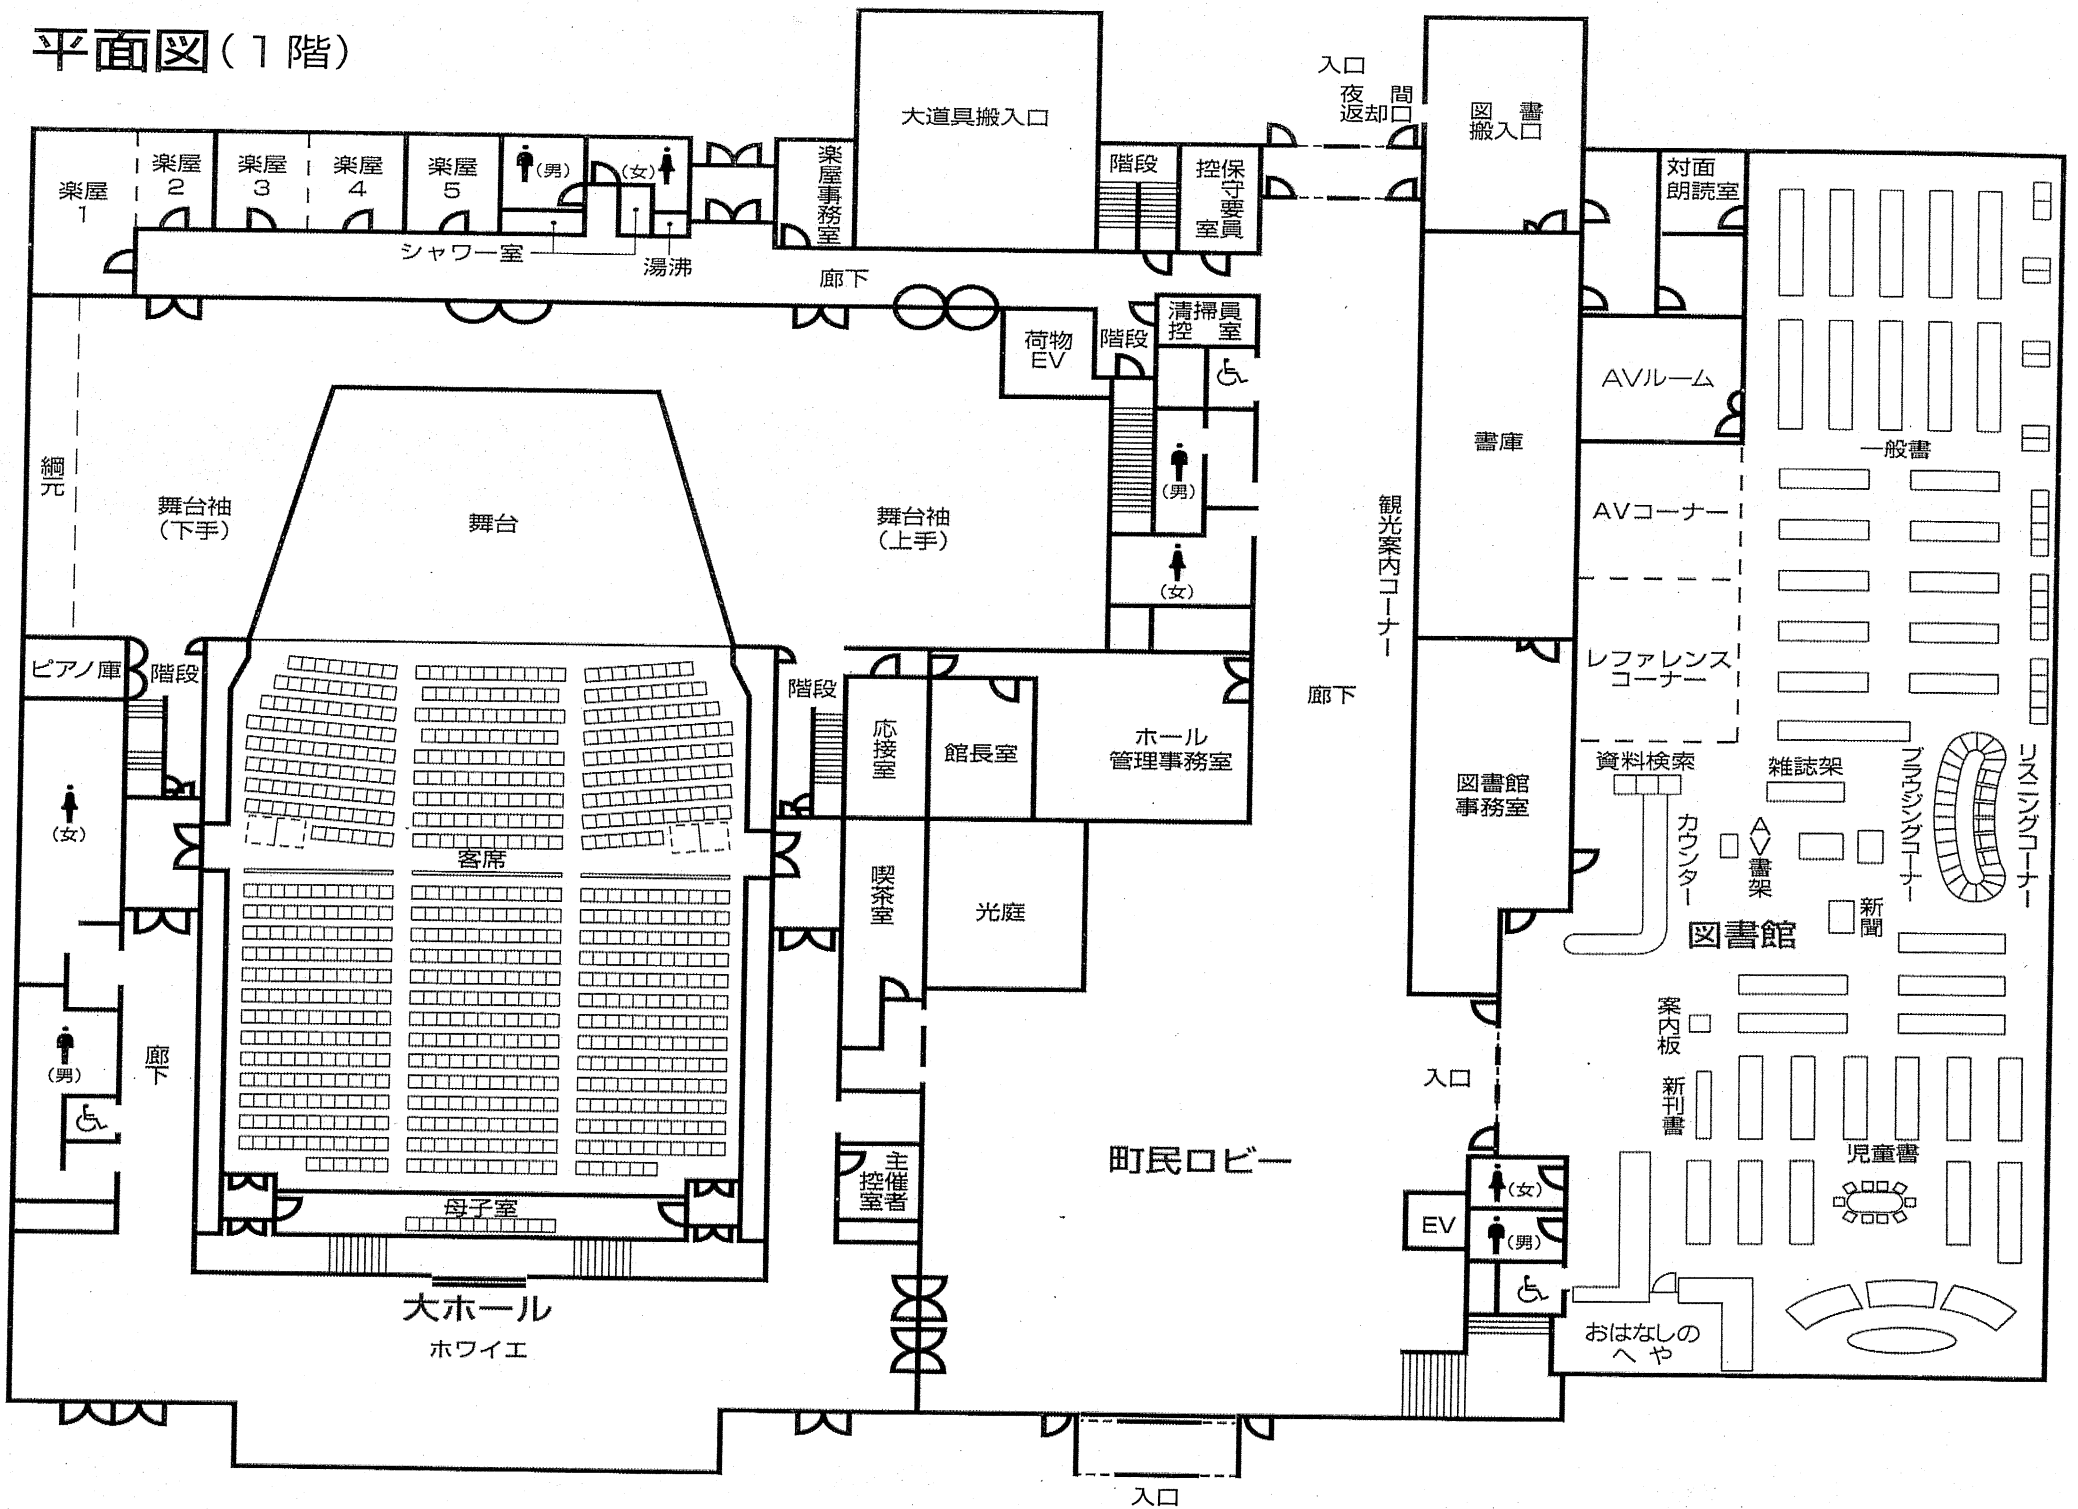 平面図(1階)
入口
夜間
返却口
図書
搬入口
大道具搬入口
楽屋
1
楽屋
2
楽屋
3
楽屋
4
楽屋
5
(男)
(女)
シャワー室
湯沸
楽屋事務室
階段
保守要員
控室
対面
朗読室
廊下
清掃員
控室
荷物
EV
階段
AVルーム
一般書
書庫
綱元
舞台袖
(下手)
舞台
舞台袖
(上手)
(男)
(女)
観光案内コーナー
AVコーナー
レファレンス
コーナー
ピアノ庫
階段
階段
応接室
館長室
ホール
管理事務室
廊下
図書館
事務室
資料検索
雑誌架
ブラウジングコーナー
リスニングコーナー
カウンター
書架
新聞
図書館
(女)
客席
喫茶室
光庭
廊下
(男)
案内板
新刊書
入口
町民ロビー
児童書
主催者
控室
母子室
(女)
EV
(男)
大ホール
ホワイエ
おはなしの
へや
入口